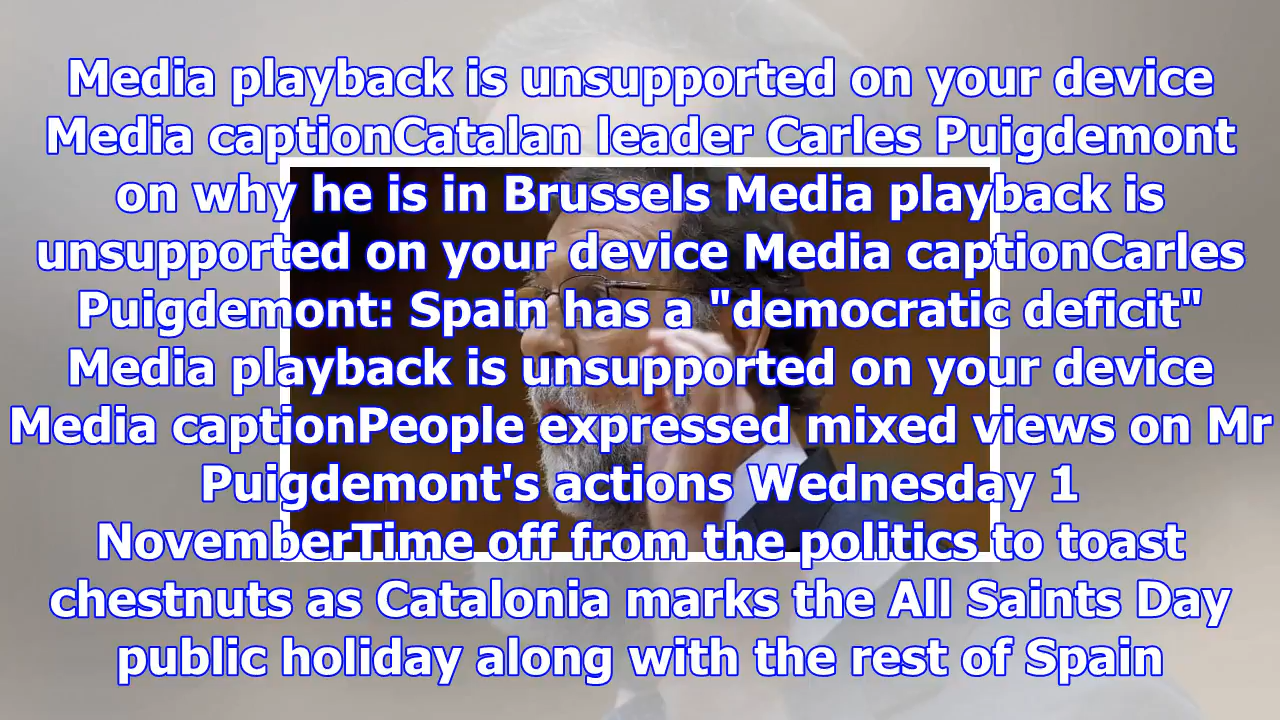 Media playback is unsupported on your device
Media captionCatalan leader Carles Puigdemont
on why he is in Brussels Media playback is
unsupported on your device Media captionCarles
Puigdemont: Spain has a "democratic deficit"
Media playback is unsupported on your device
Media captionPeople expressed mixed views on Mr
Puigdemont's actions Wednesday 1
NovemberTime off from the politics to toast
chestnuts as Catalonia marks the All Saints Day
public holiday along with the rest of Spain